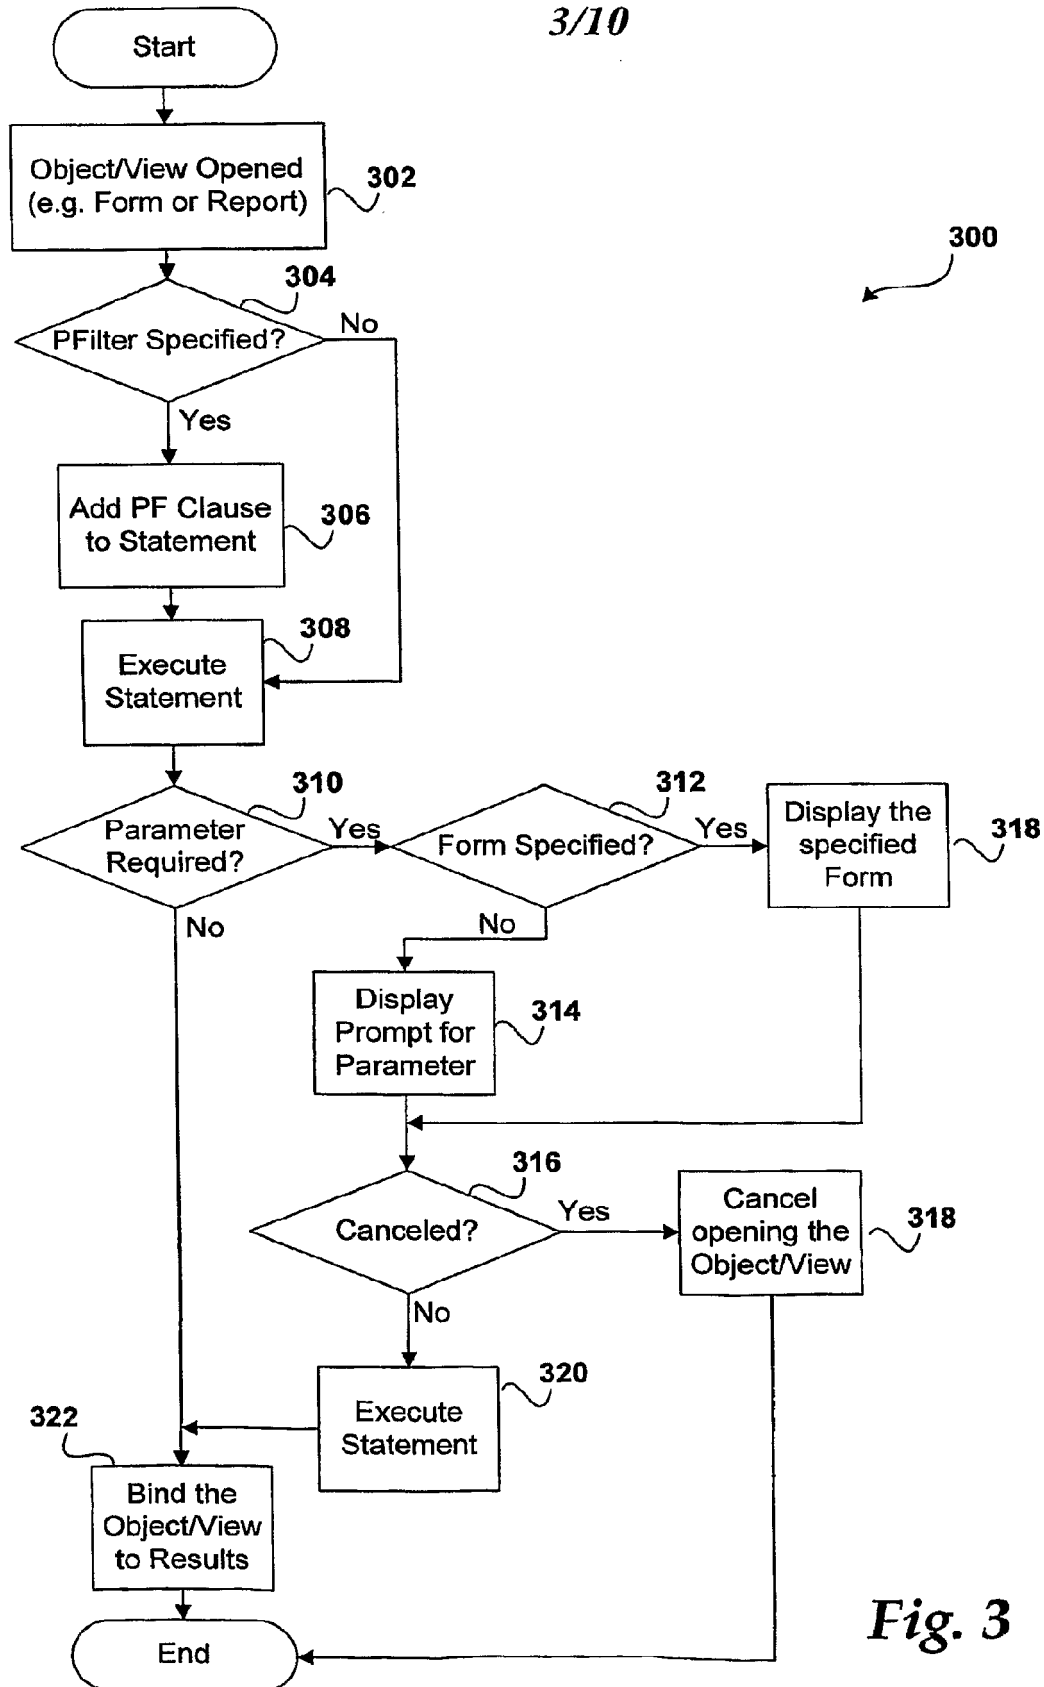 3/10
Start
Object/View Opened
(e.g. Form or Report)
302
300
304
PFilter Specified?
No
Yes
Add PF Clause
to Statement
306
308
Execute
Statement
310
Parameter
Required?
Yes
No
312
Form Specified?
Yes
No
Display the
specified
Form
318
Display
Prompt for
Parameter
314
316
Canceled?
Yes
No
Cancel
opening the
Object/View
318
Execute
Statement
320
322
Bind the
Object/View
to Results
End
Fig. 3